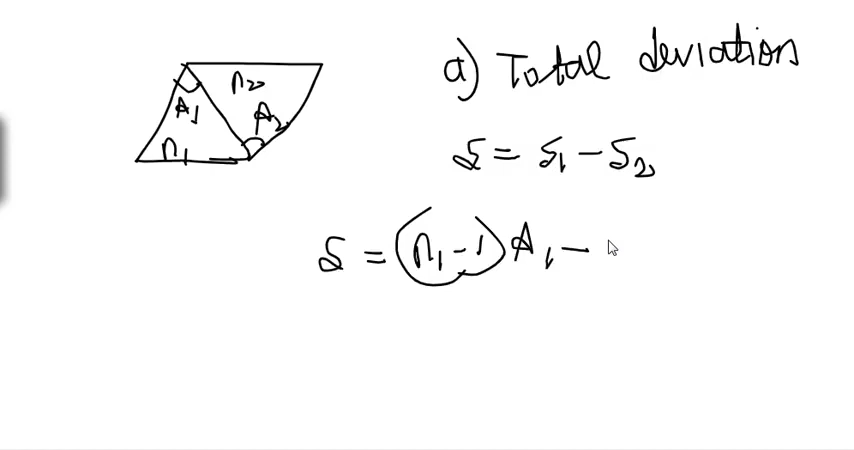 a) Total deviation
n₂
A₁
A₂
n₁
δ = δ₁ - δ₂
δ = (n₁ - 1) A₁ -